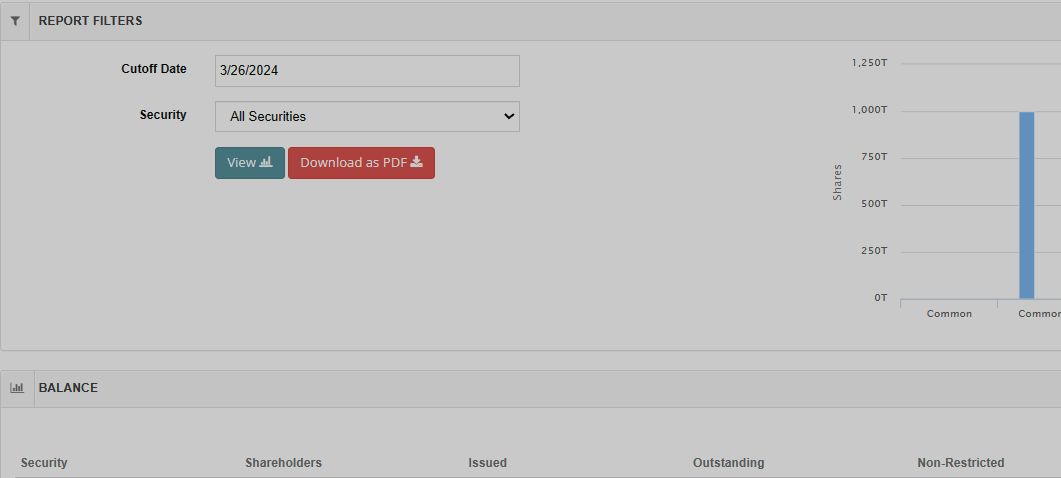 REPORT FILTERS
Cutoff Date
3/26/2024
Security
All Securities
View
Download as PDF
1,250T
1,000T
750T
500T
250T
0T
Shares
Common
Common
BALANCE
Security Shareholders Issued Outstanding Non-Restricted